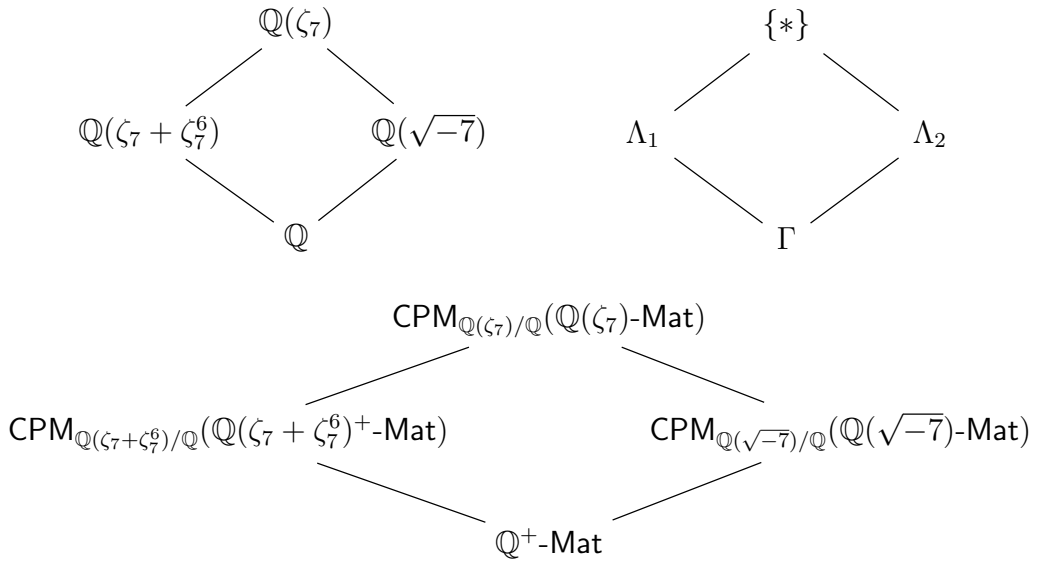 ℚ(ζ₇) {∗}
ℚ(ζ₇ + ζ₇⁶) ℚ(√−7) Λ₁ Λ₂
ℚ Γ
CPM_{ℚ(ζ₇)/ℚ}(ℚ(ζ₇)-Mat)
CPM_{ℚ(ζ₇+ζ₇⁶)/ℚ}(ℚ(ζ₇ + ζ₇⁶)⁺-Mat) CPM_{ℚ(√−7)/ℚ}(ℚ(√−7)-Mat)
ℚ⁺-Mat